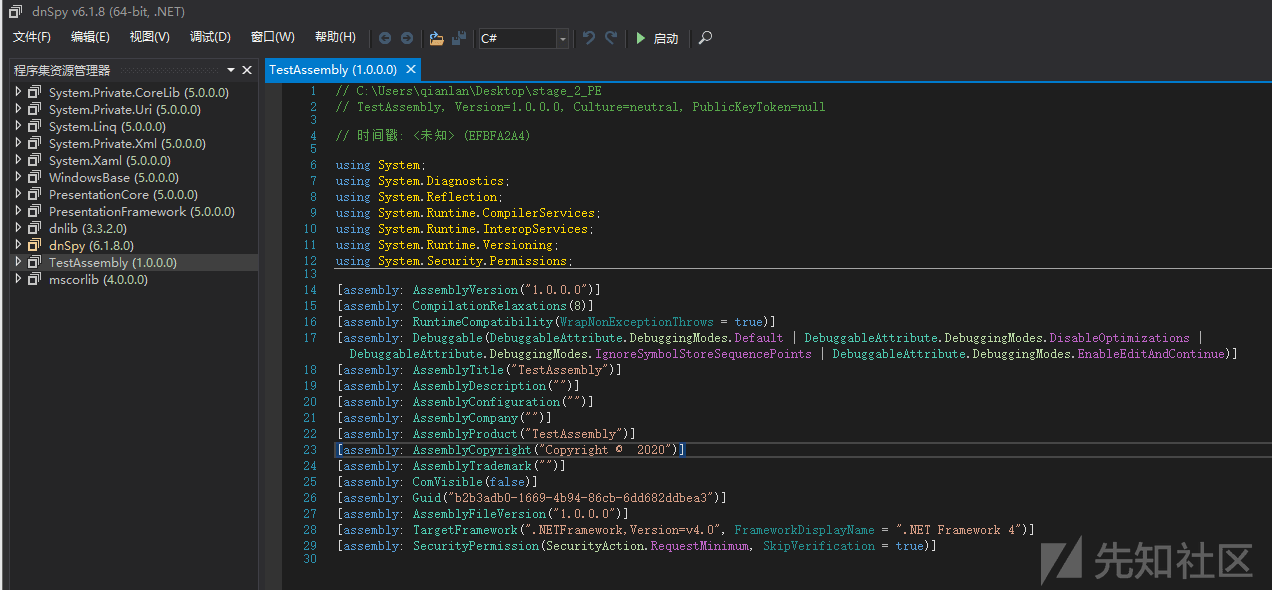 dnSpy v6.1.8 (64-bit, .NET)
文件(F) 编辑(E) 视图(V) 调试(D) 窗口(W) 帮助(H) C# 启动
程序集资源管理器
System.Private.CoreLib (5.0.0.0)
System.Private.Uri (5.0.0.0)
System.Linq (5.0.0.0)
System.Private.Xml (5.0.0.0)
System.Xaml (5.0.0.0)
WindowsBase (5.0.0.0)
PresentationCore (5.0.0.0)
PresentationFramework (5.0.0.0)
dnlib (3.3.2.0)
dnSpy (6.1.8.0)
TestAssembly (1.0.0.0)
mscorlib (4.0.0.0)
TestAssembly (1.0.0.0)
1 // C:\Users\qianlan\Desktop\stage_2_PE
2 // TestAssembly, Version=1.0.0.0, Culture=neutral, PublicKeyToken=null
3
4 // 时间戳: <未知> (EFBFA2A4)
5
6 using System;
7 using System.Diagnostics;
8 using System.Reflection;
9 using System.Runtime.CompilerServices;
10 using System.Runtime.InteropServices;
11 using System.Runtime.Versioning;
12 using System.Security.Permissions;
13
14 [assembly: AssemblyVersion("1.0.0.0")]
15 [assembly: CompilationRelaxations(8)]
16 [assembly: RuntimeCompatibility(WrapNonExceptionThrows = true)]
17 [assembly: Debuggable(DebuggableAttribute.DebuggingModes.Default | DebuggableAttribute.DebuggingModes.DisableOptimizations |
DebuggableAttribute.DebuggingModes.IgnoreSymbolStoreSequencePoints | DebuggableAttribute.DebuggingModes.EnableEditAndContinue)]
18 [assembly: AssemblyTitle("TestAssembly")]
19 [assembly: AssemblyDescription("")]
20 [assembly: AssemblyConfiguration("")]
21 [assembly: AssemblyCompany("")]
22 [assembly: AssemblyProduct("TestAssembly")]
23 [assembly: AssemblyCopyright("Copyright ©  2020")]
24 [assembly: AssemblyTrademark("")]
25 [assembly: ComVisible(false)]
26 [assembly: Guid("b2b3adb0-1669-4b94-86cb-6dd682ddbea3")]
27 [assembly: AssemblyFileVersion("1.0.0.0")]
28 [assembly: TargetFramework(".NETFramework,Version=v4.0", FrameworkDisplayName = ".NET Framework 4")]
29 [assembly: SecurityPermission(SecurityAction.RequestMinimum, SkipVerification = true)]
30
先知社区